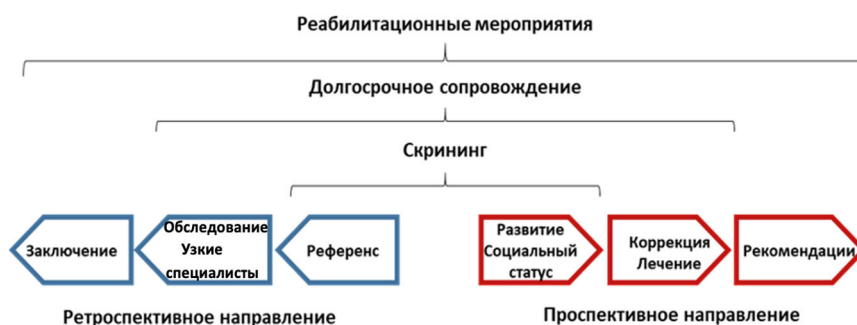 Реабилитационные мероприятия
Долгосрочное сопровождение
Скрининг
Заключение
Обследование
Узкие
специалисты
Референс
Развитие
Социальный
статус
Коррекция
Лечение
Рекомендации
Ретроспективное направление
Проспективное направление